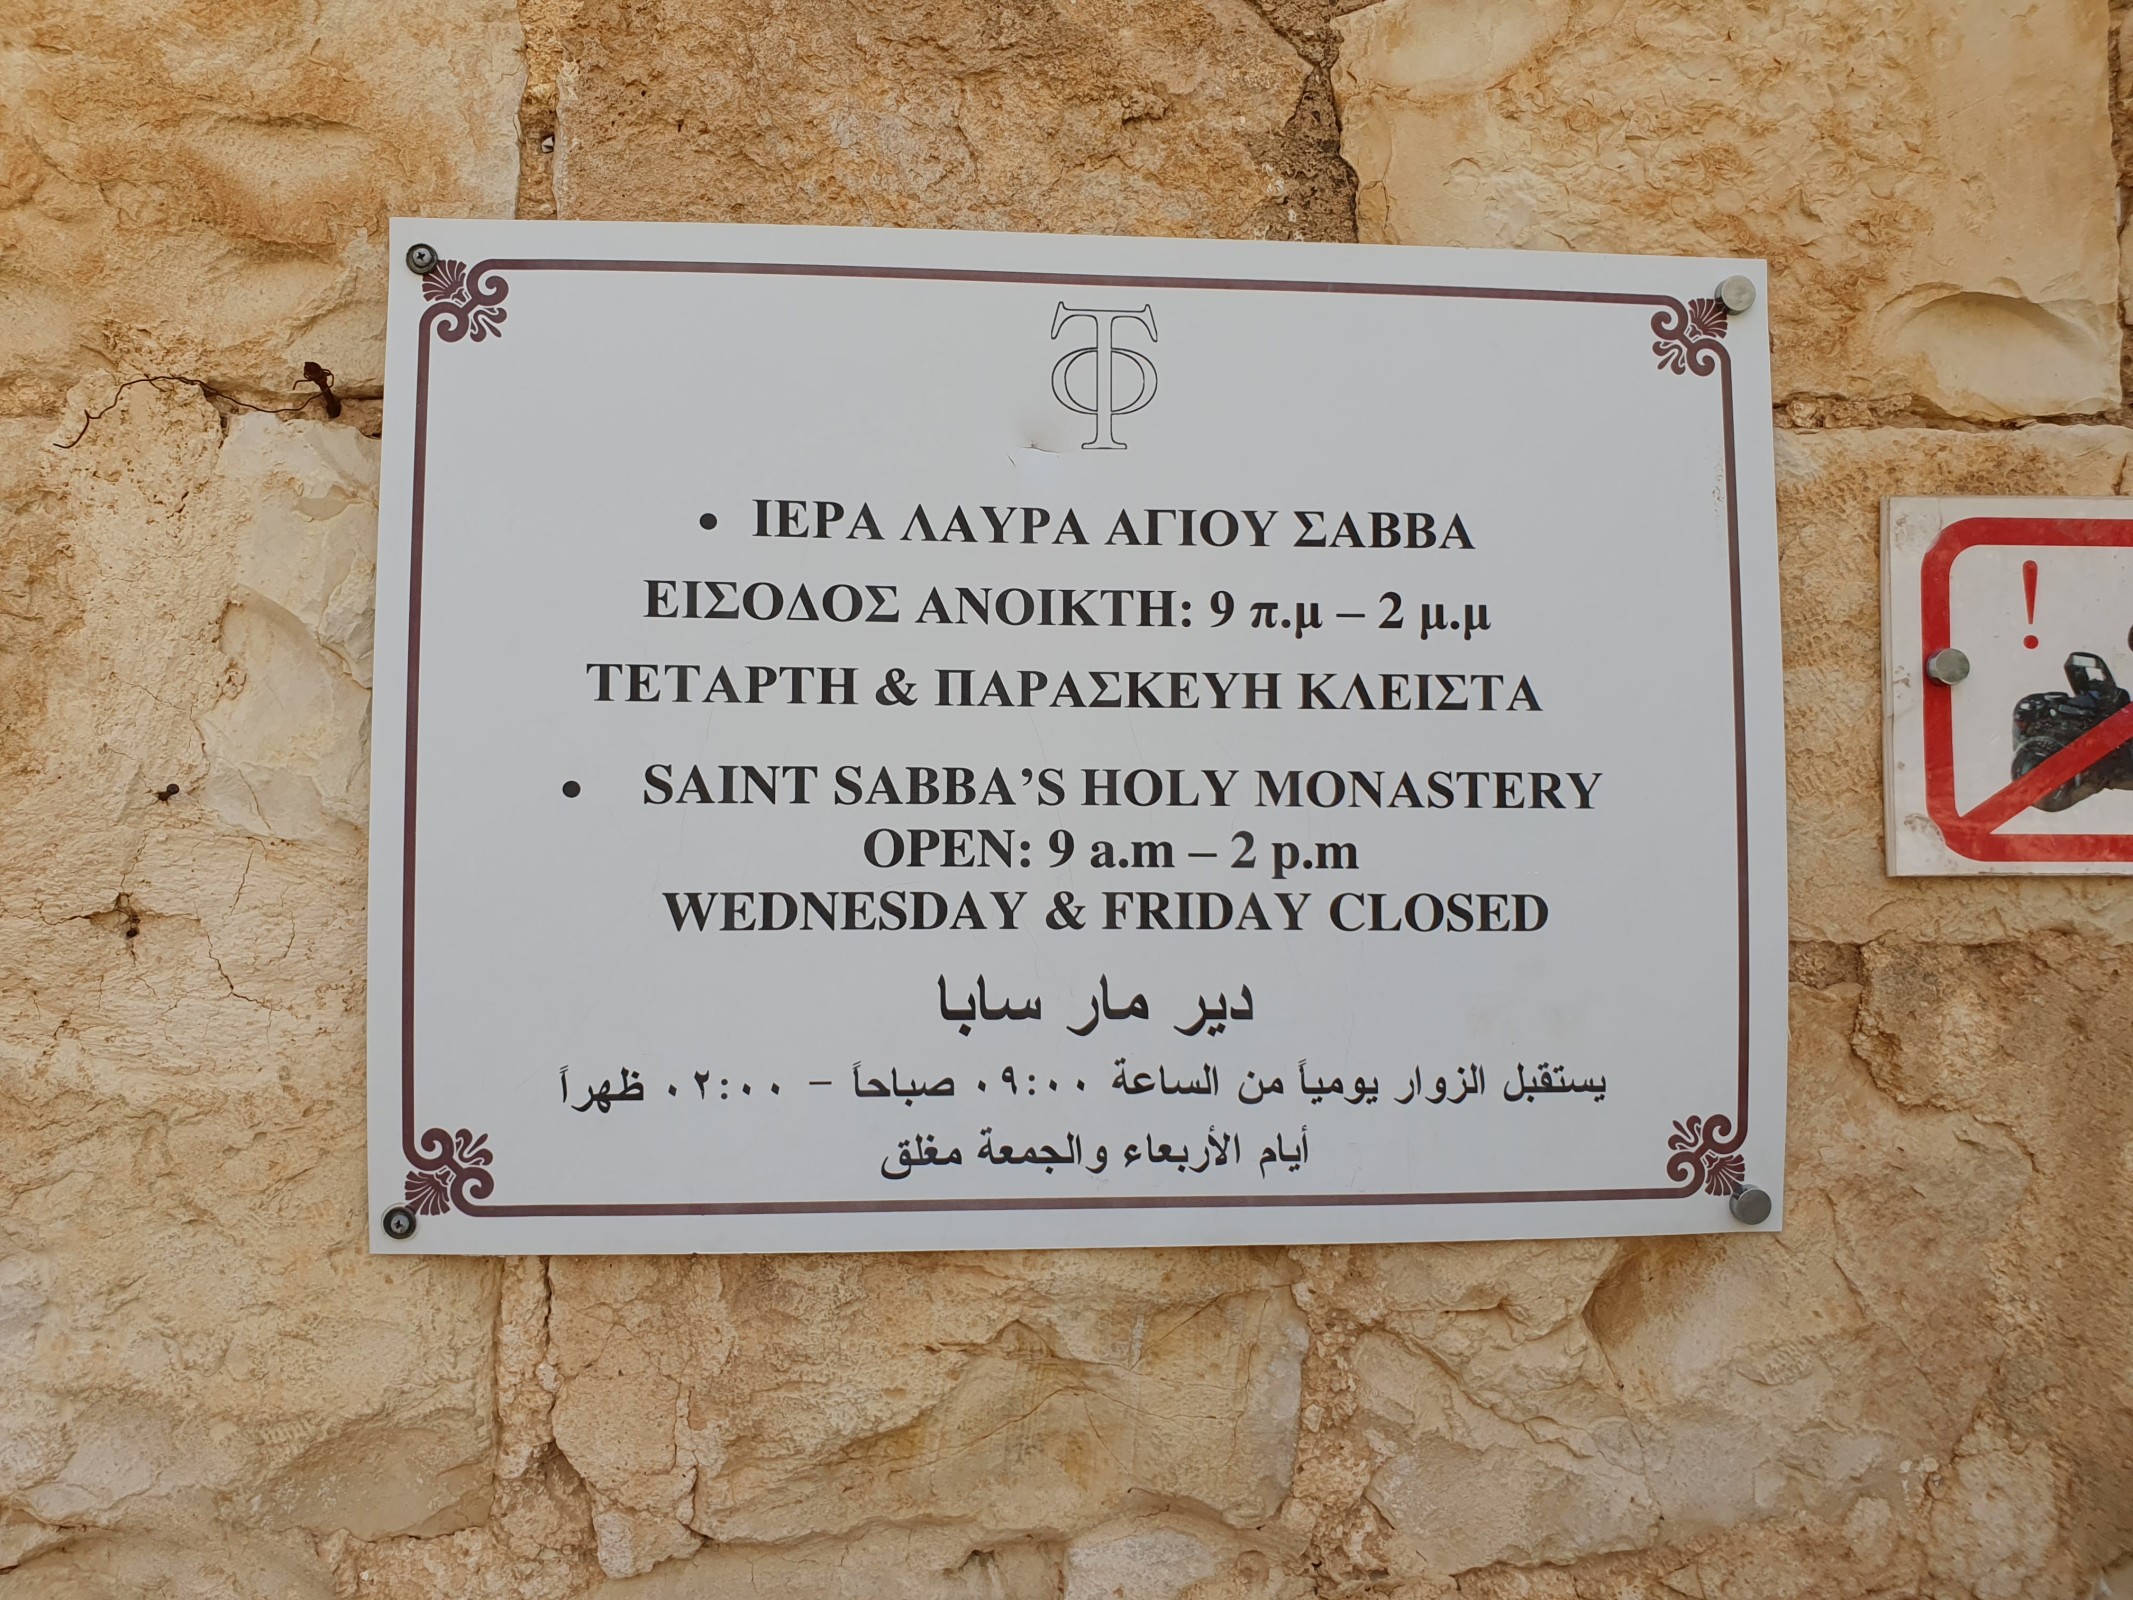 • ΙΕΡΑ ΛΑΥΡΑ ΑΓΙΟΥ ΣΑΒΒΑ
ΕΙΣΟΔΟΣ ΑΝΟΙΚΤΗ: 9 π.μ – 2 μ.μ
ΤΕΤΑΡΤΗ & ΠΑΡΑΣΚΕΥΗ ΚΛΕΙΣΤΑ
• SAINT SABBA’S HOLY MONASTERY
OPEN: 9 a.m – 2 p.m
WEDNESDAY & FRIDAY CLOSED
دير مار سابا
يستقبل الزوار يومياً من الساعة ٠٩:٠٠ صباحاً – ٠٢:٠٠ ظهراً
أيام الأربعاء والجمعة مغلق
!